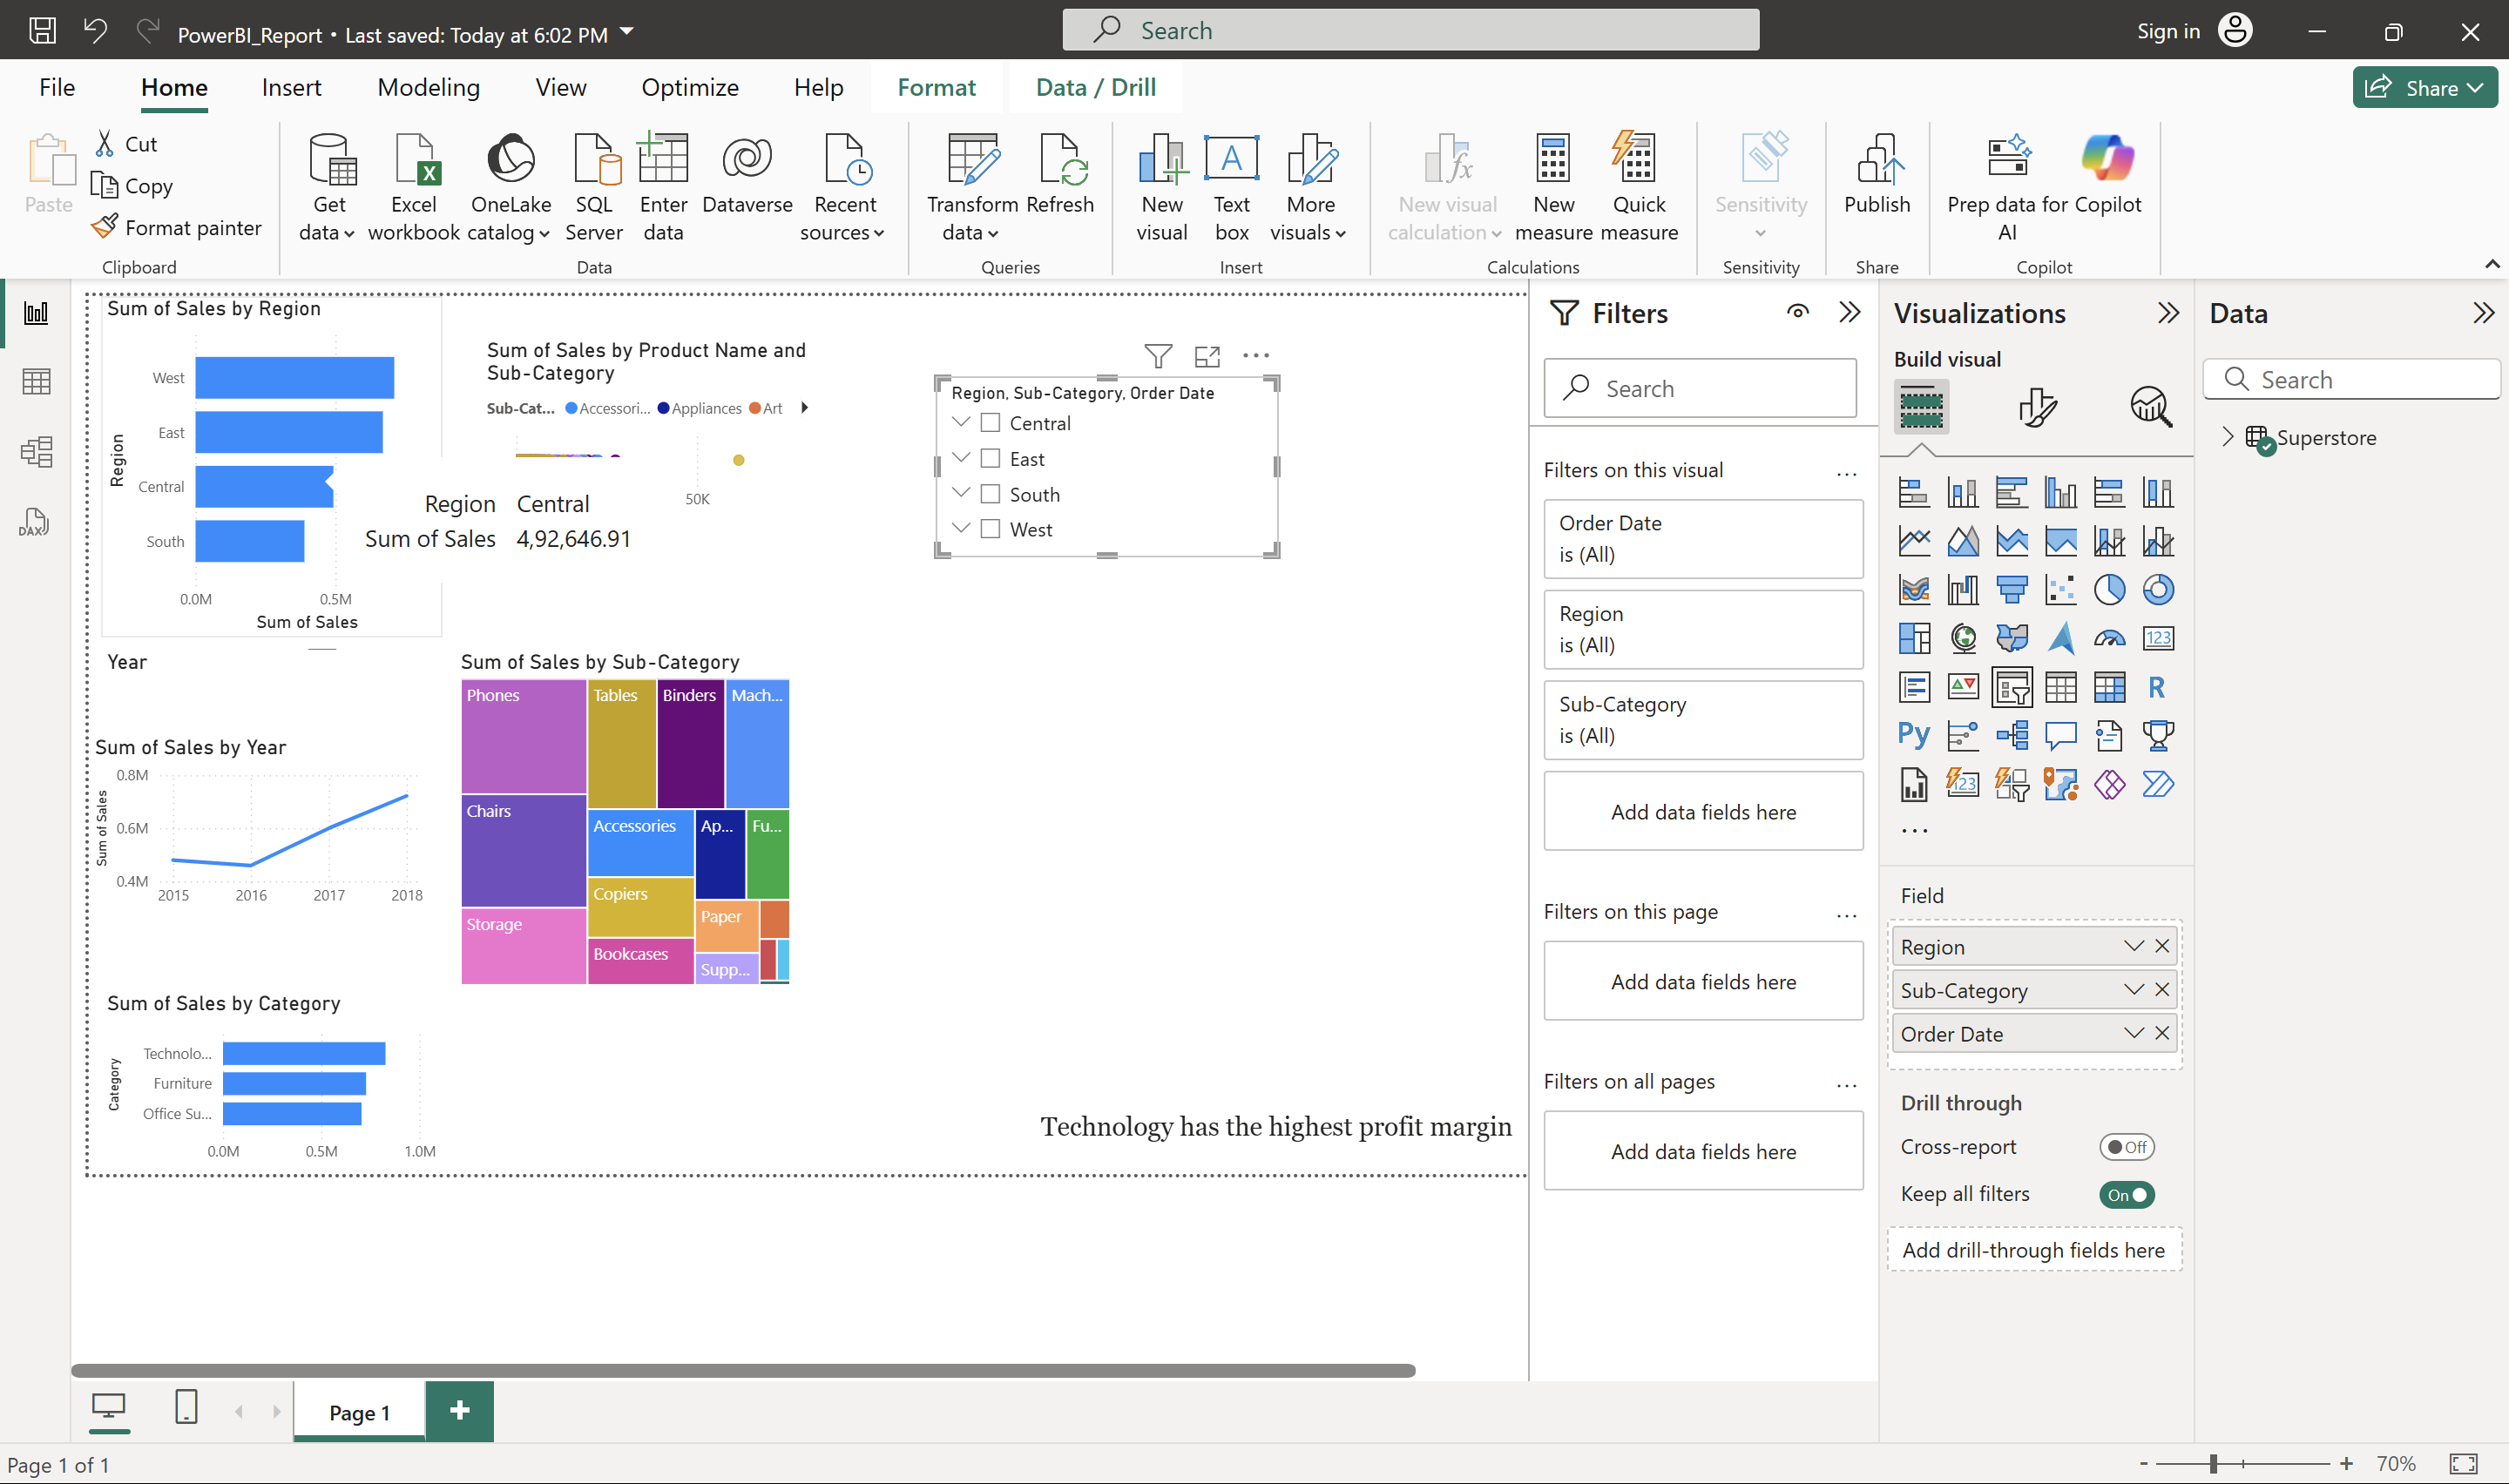 PowerBI_Report • Last saved: Today at 6:02 PM
Search
Sign in
File Home Insert Modeling View Optimize Help Format Data / Drill
Share
Paste
Cut
Copy
Format painter
Clipboard
Get data
Excel workbook
OneLake catalog
SQL Server
Enter data
Dataverse
Recent sources
Data
Transform data
Refresh
Queries
New visual
Text box
More visuals
Insert
New visual calculation
New measure
Quick measure
Calculations
Sensitivity
Sensitivity
Publish
Share
Prep data for AI
Copilot
Copilot
DAX
Sum of Sales by Region
Region
West
East
Central
South
0.0M 0.5M
Sum of Sales
Sum of Sales by Product Name and
Sub-Category
Sub-Cat... Accessori... Appliances Art
50K
Region Central
Sum of Sales 4,92,646.91
Region, Sub-Category, Order Date
Central
East
South
West
Year
Sum of Sales by Year
Sum of Sales
0.8M
0.6M
0.4M
2015 2016 2017 2018
Sum of Sales by Sub-Category
Phones
Tables
Binders
Mach...
Chairs
Accessories
Ap...
Fu...
Copiers
Storage
Paper
Bookcases
Supp...
Sum of Sales by Category
Category
Technolo...
Furniture
Office Su...
0.0M 0.5M 1.0M
Technology has the highest profit margin
Filters
Search
Filters on this visual
Order Date
is (All)
Region
is (All)
Sub-Category
is (All)
Add data fields here
Filters on this page
Add data fields here
Filters on all pages
Add data fields here
Visualizations
Build visual
123
R
Py
123
Field
Region
Sub-Category
Order Date
Drill through
Cross-report Off
Keep all filters On
Add drill-through fields here
Data
Search
Superstore
Page 1
Page 1 of 1
- + 70%